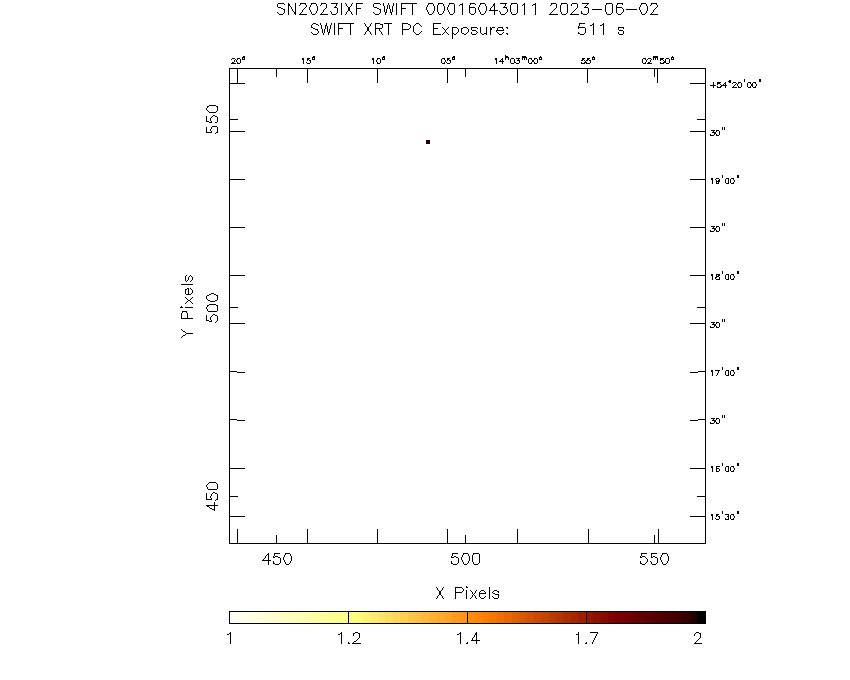 SN2023IXF SWIFT 00016043011 2023-06-02
SWIFT XRT PC Exposure: 511 s
20ˢ 15ˢ 10ˢ 05ˢ 14ʰ03ᵐ00ˢ 55ˢ 02ᵐ50ˢ
+54°20'00"
550
30"
19'00"
30"
18'00"
Y Pixels
500
30"
17'00"
30"
16'00"
450
15'30"
450 500 550
X Pixels
1 1.2 1.4 1.7 2